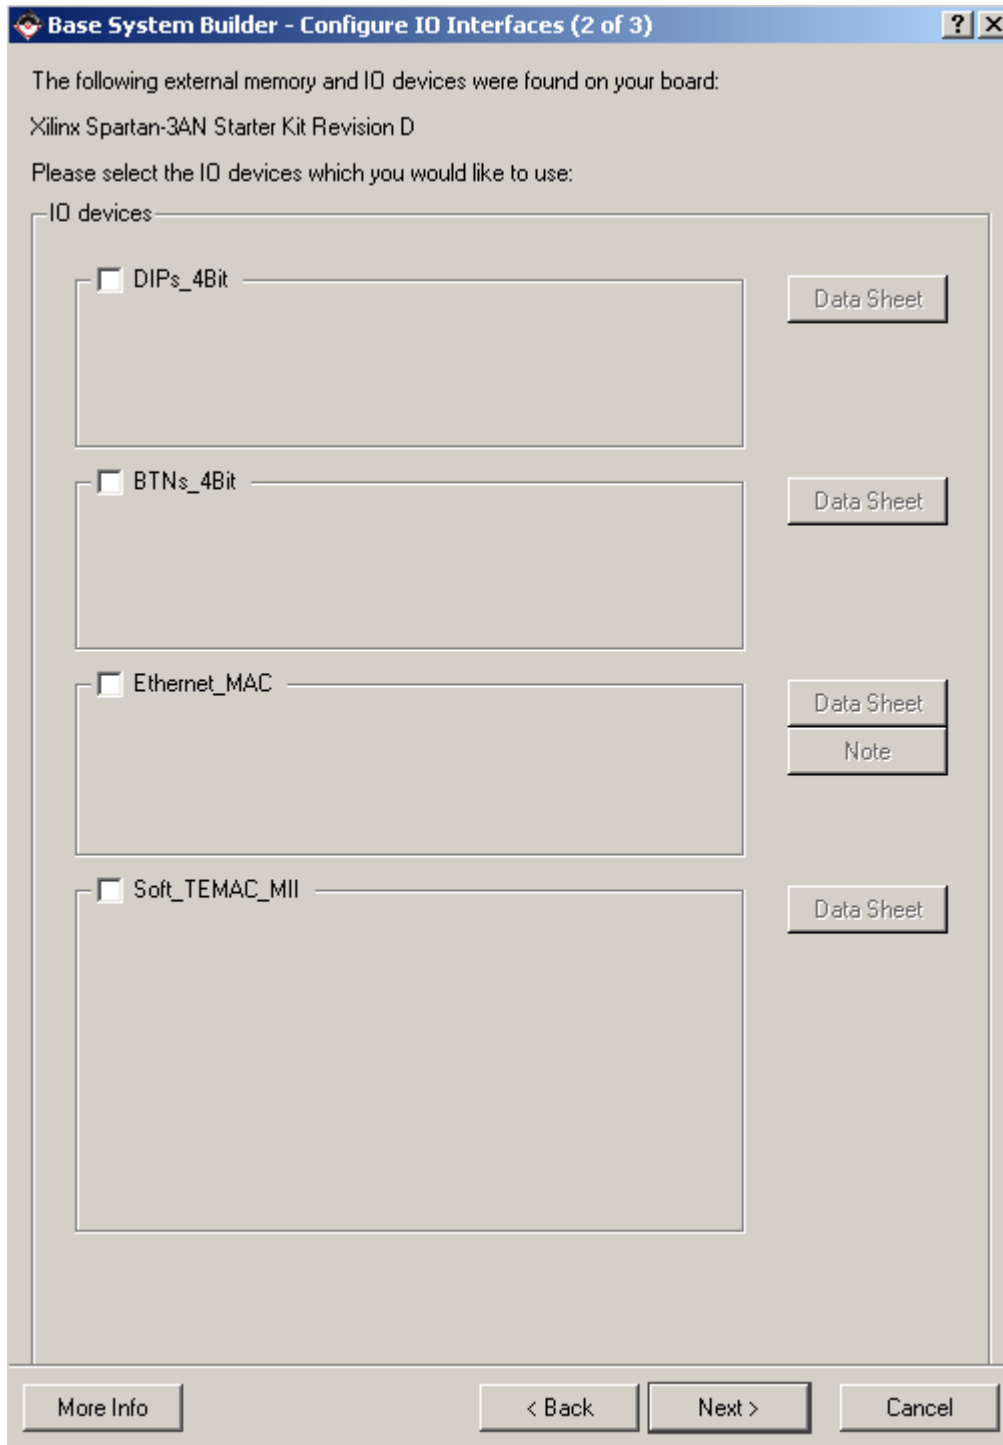 Base System Builder - Configure IO Interfaces (2 of 3)
The following external memory and IO devices were found on your board:
Xilinx Spartan-3AN Starter Kit Revision D
Please select the IO devices which you would like to use:
IO devices
DIPs_4Bit
Data Sheet
BTNs_4Bit
Data Sheet
Ethernet_MAC
Data Sheet
Note
Soft_TEMAC_MII
Data Sheet
More Info
< Back
Next >
Cancel